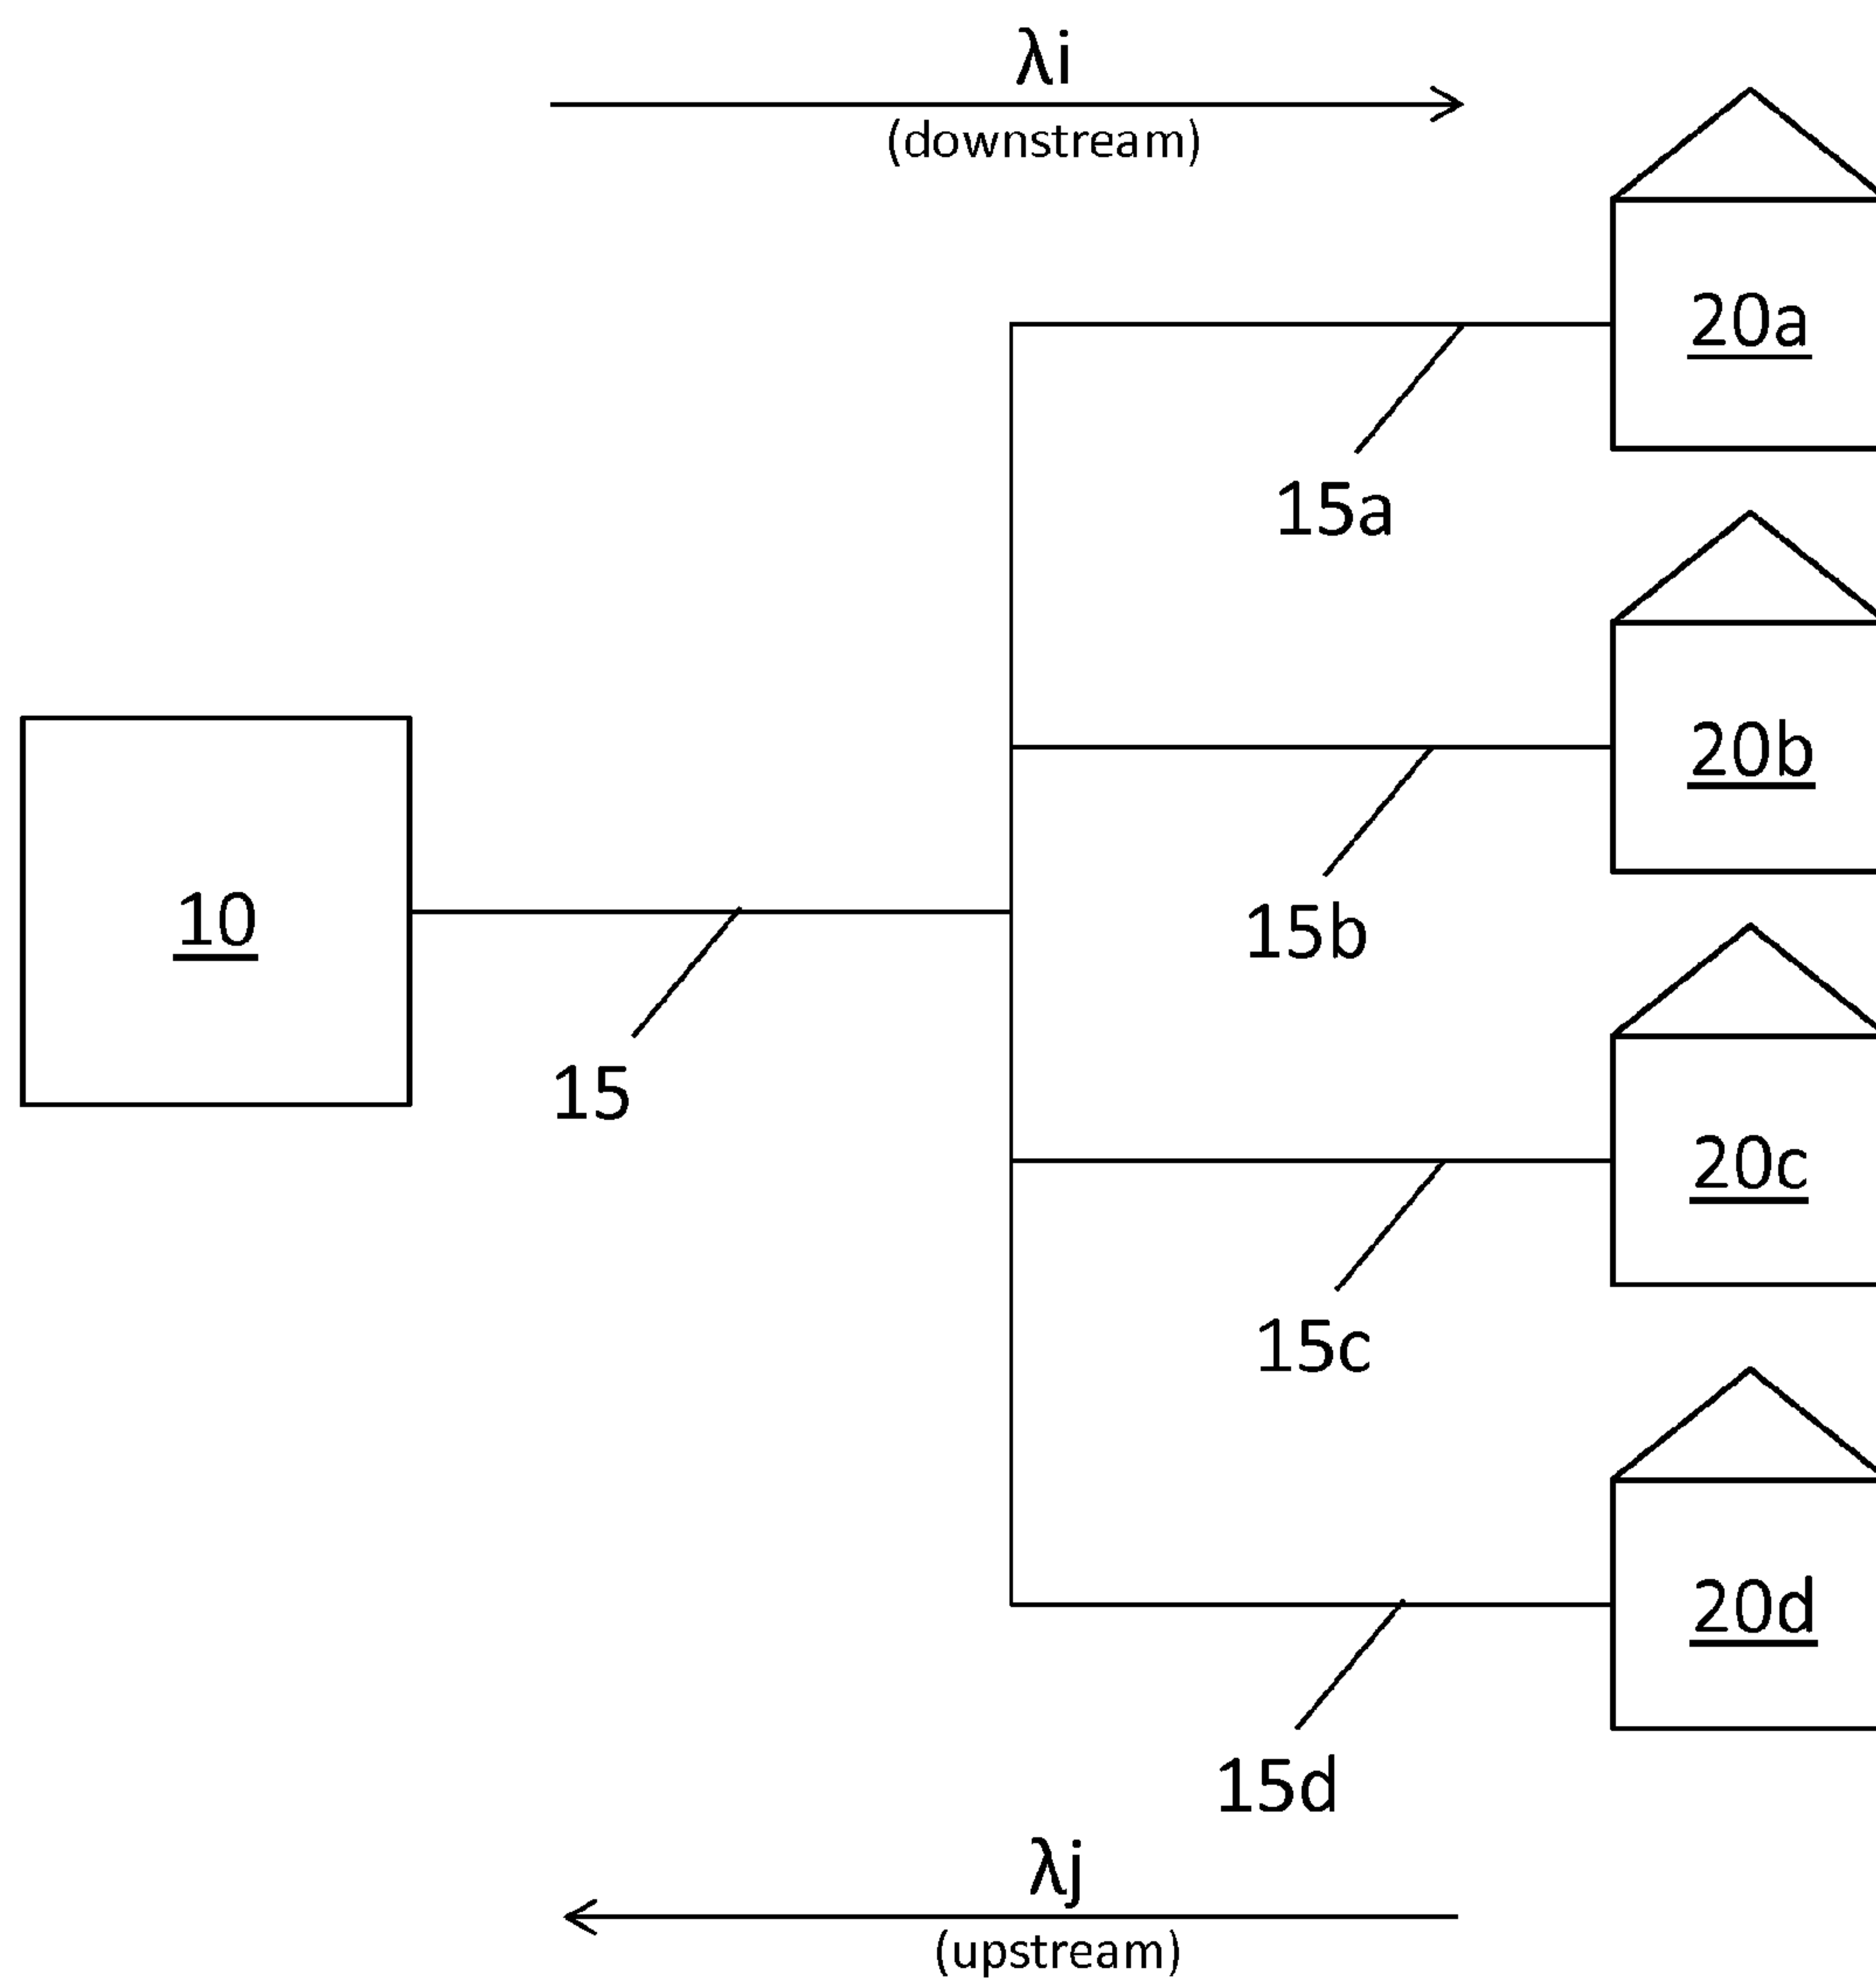 λi
(downstream)
20a
15a
20b
10
15b
15
20c
15c
20d
15d
λj
(upstream)